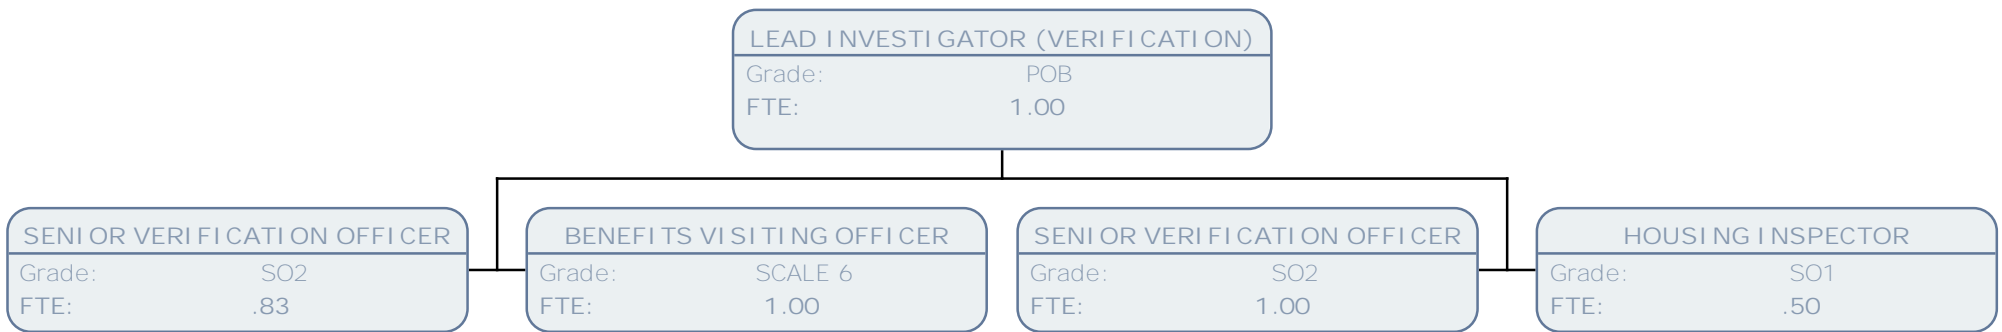 LEAD INVESTIGATOR (VERIFICATION)
Grade: POB
FTE: 1.00
SENIOR VERIFICATION OFFICER
Grade: SO2
FTE: .83
BENEFITS VISITING OFFICER
Grade: SCALE 6
FTE: 1.00
SENIOR VERIFICATION OFFICER
Grade: SO2
FTE: 1.00
HOUSING INSPECTOR
Grade: SO1
FTE: .50